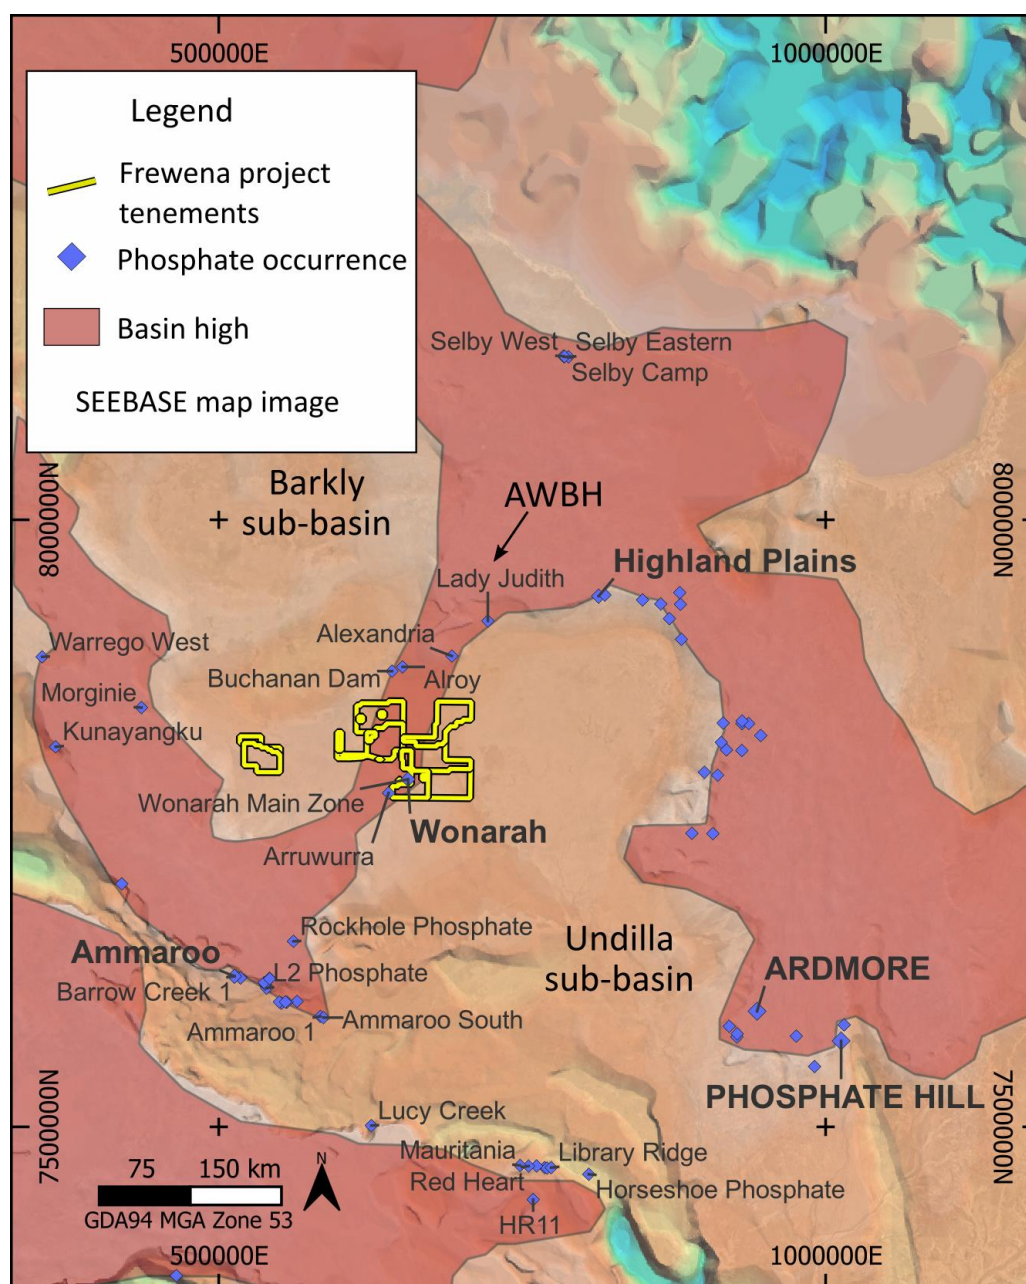 500000E
1000000E
Legend
Frewena project
tenements
Phosphate occurrence
Basin high
SEEBASE map image
Selby West
Selby Eastern
Selby Camp
Barkly
sub-basin
AWBH
8000000N
8000000N
Highland Plains
Lady Judith
Warrego West
Alexandria
Buchanan Dam
Alroy
Morginie
Kunayangku
Wonarah Main Zone
Wonarah
Arruwurra
Rockhole Phosphate
Undilla
sub-basin
Ammaroo
L2 Phosphate
Barrow Creek 1
ARDMORE
Ammaroo 1
Ammaroo South
PHOSPHATE HILL
7500000N
7500000N
Lucy Creek
Mauritania
Library Ridge
Red Heart
Horseshoe Phosphate
HR11
75
150 km
N
GDA94 MGA Zone 53
500000E
1000000E